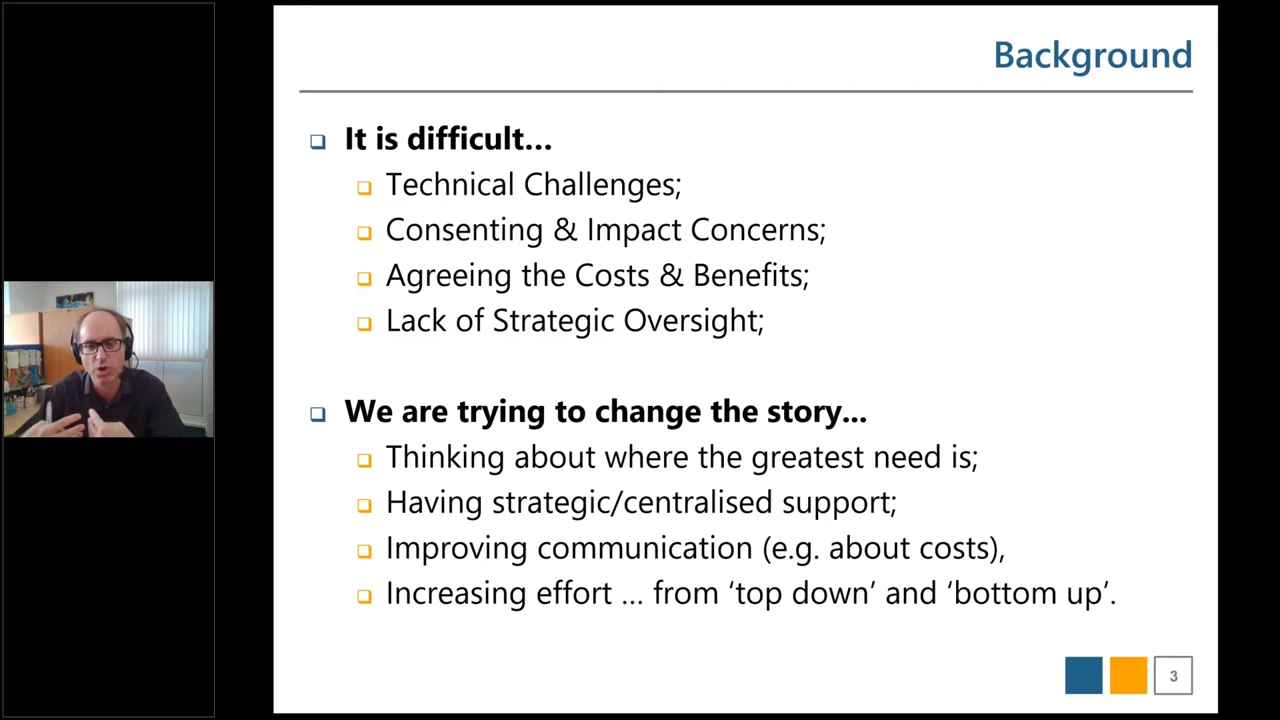 Background
It is difficult...
Technical Challenges;
Consenting & Impact Concerns;
Agreeing the Costs & Benefits;
Lack of Strategic Oversight;
We are trying to change the story...
Thinking about where the greatest need is;
Having strategic/centralised support;
Improving communication (e.g. about costs),
Increasing effort ... from ‘top down’ and ‘bottom up’.
3